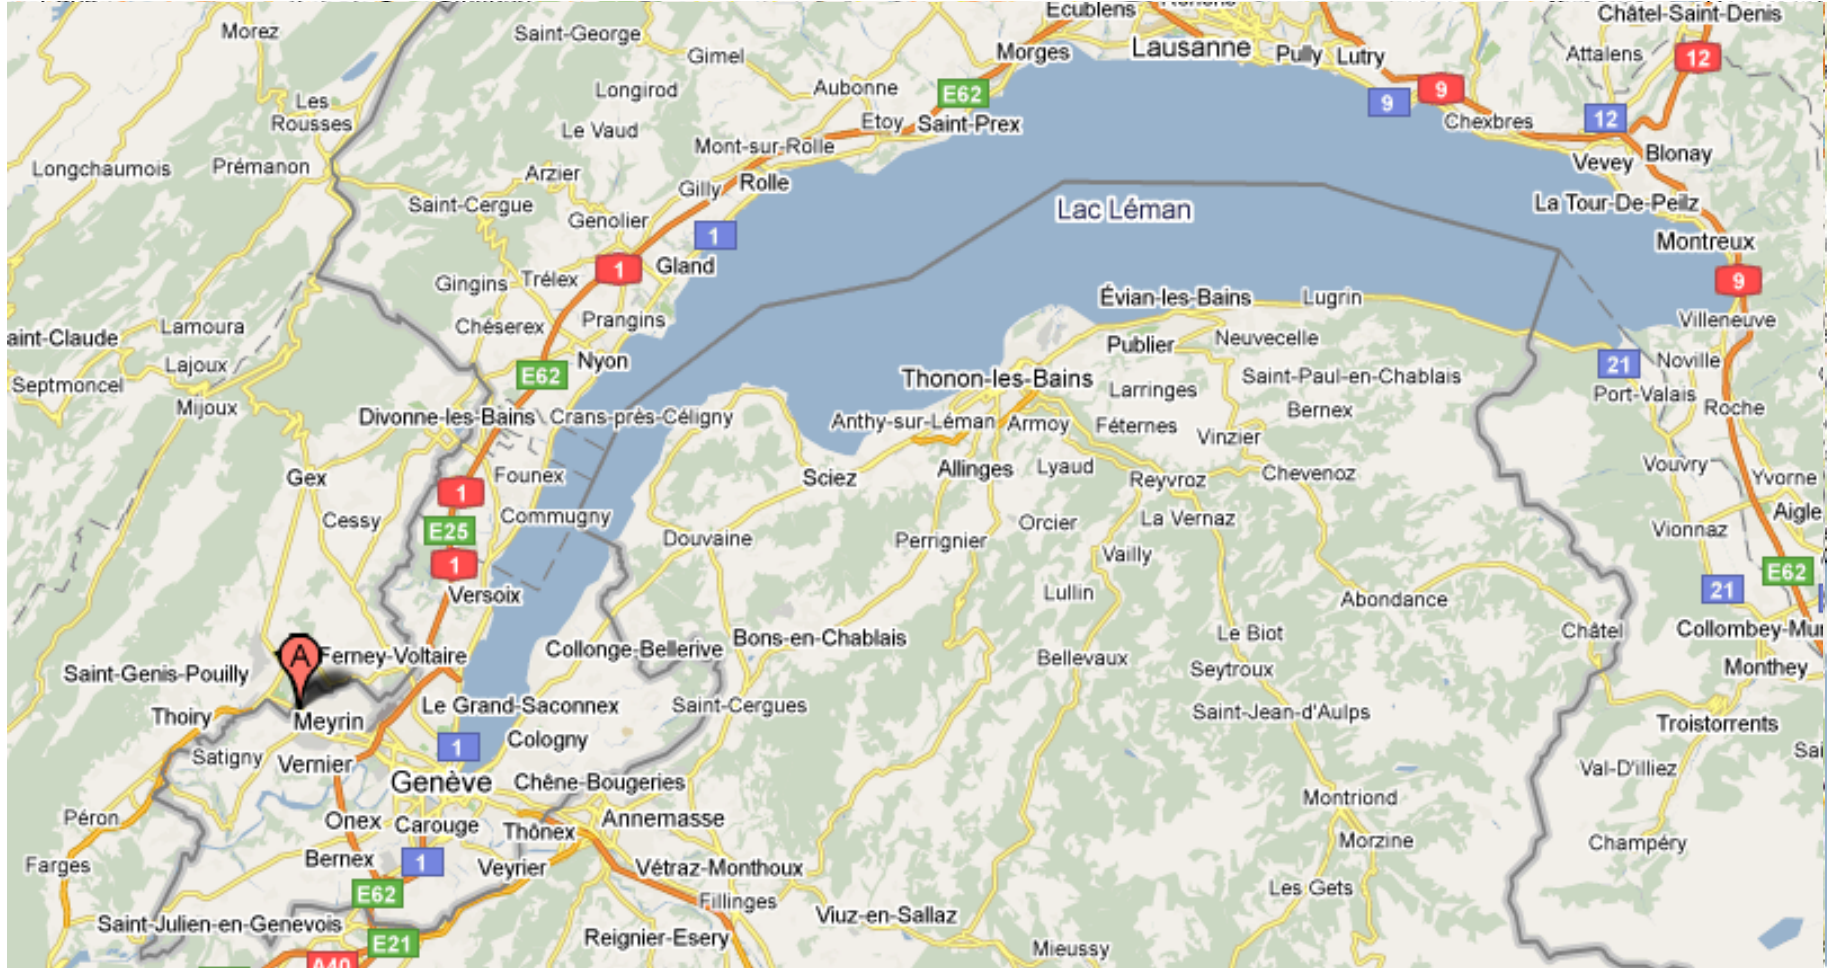 Morez
Saint-George
Gimel
Ecublens
Morges
Lausanne
Pully
Lutry
Châtel-Saint-Denis
Attalens
12
Les
Rousses
Longirod
Aubonne
E62
9
9
12
Chexbres
Le Vaud
Etoy
Saint-Prex
Mont-sur-Rolle
Longchaumois
Prémanon
Arzier
Gilly
Rolle
Vevey
Blonay
Saint-Cergue
Genolier
Lac Léman
La Tour-De-Peilz
1
Montreux
1
Gland
9
Gingins
Trélex
Évian-les-Bains
Lugrin
Villeneuve
aint-Claude
Lamoura
Chéserex
Prangins
Publier
Neuvecelle
Lajoux
E62
Nyon
21
Noville
Septmoncel
Thonon-les-Bains
Larringes
Saint-Paul-en-Chablais
Port-Valais
Mijoux
Divonne-les-Bains
Crans-près-Céligny
Anthy-sur-Léman
Armoy
Féternes
Vinzier
Bernex
Roche
Gex
Founex
Sciez
Allinges
Lyaud
Reyvroz
Chevenoz
Vouvry
Yvorne
1
Cessy
E25
Commugny
Douvaine
Perrignier
Orcier
La Vernaz
Vionnaz
Aigle
1
Vailly
E62
Versoix
Lullin
Abondance
21
Ferney-Voltaire
Collonge-Bellerive
Bons-en-Chablais
Le Biot
Châtel
Collombey-Mur
A
Saint-Genis-Pouilly
Bellevaux
Seytroux
Monthey
Thoiry
Meyrin
Le Grand-Saconnex
Saint-Cergues
Saint-Jean-d'Aulps
Troistorrents
Satigny
Vernier
1
Cologny
Sai
Genève
Chêne-Bougeries
Val-D'illiez
Péron
Onex
Carouge
Thônex
Annemasse
Montriond
Morzine
Champéry
Farges
Bernex
1
Veyrier
Vétraz-Monthoux
E62
Fillinges
Les Gets
Saint-Julien-en-Genevois
E21
Reignier-Esery
Viuz-en-Sallaz
Mieussy
A40